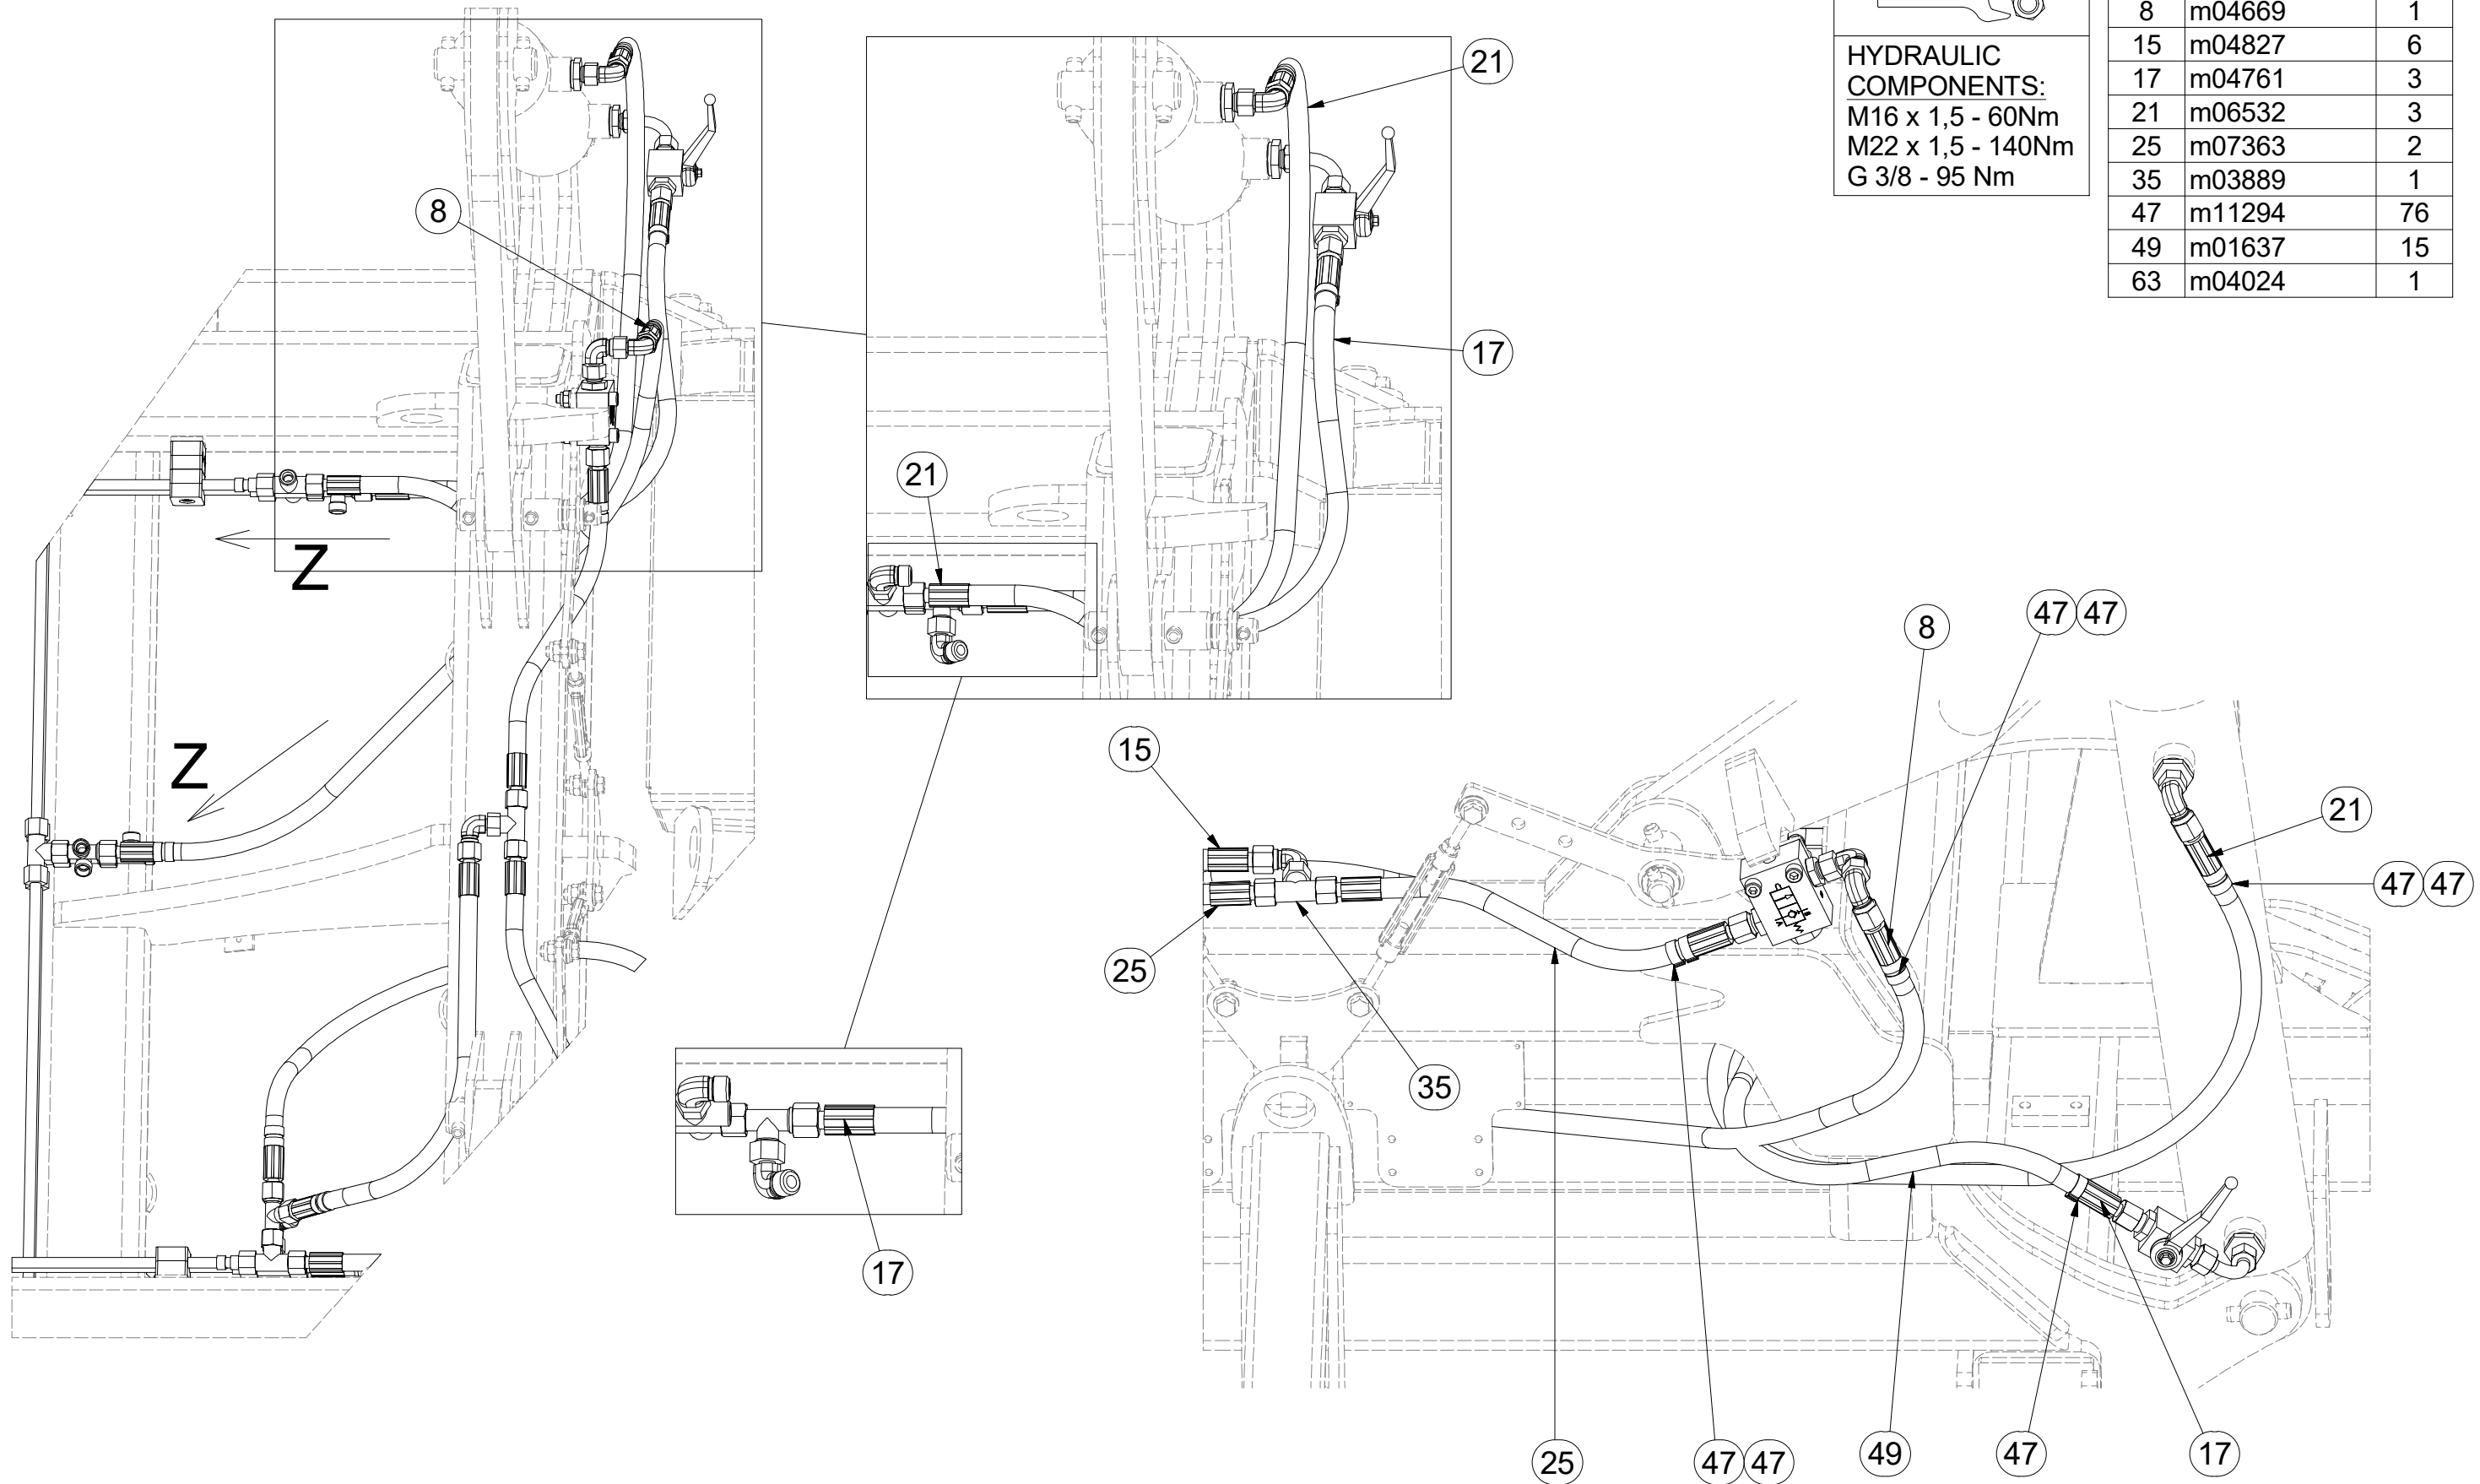 HYDRAULIC
COMPONENTS:
M16 x 1,5 - 60Nm
M22 x 1,5 - 140Nm
G 3/8 - 95 Nm
8 m04669 1
15 m04827 6
17 m04761 3
21 m06532 3
25 m07363 2
35 m03889 1
47 m11294 76
49 m01637 15
63 m04024 1
21
8
17
21
Z
Z
8
47 47
15
21
47 47
25
35
17
25
47 47
49
47
17